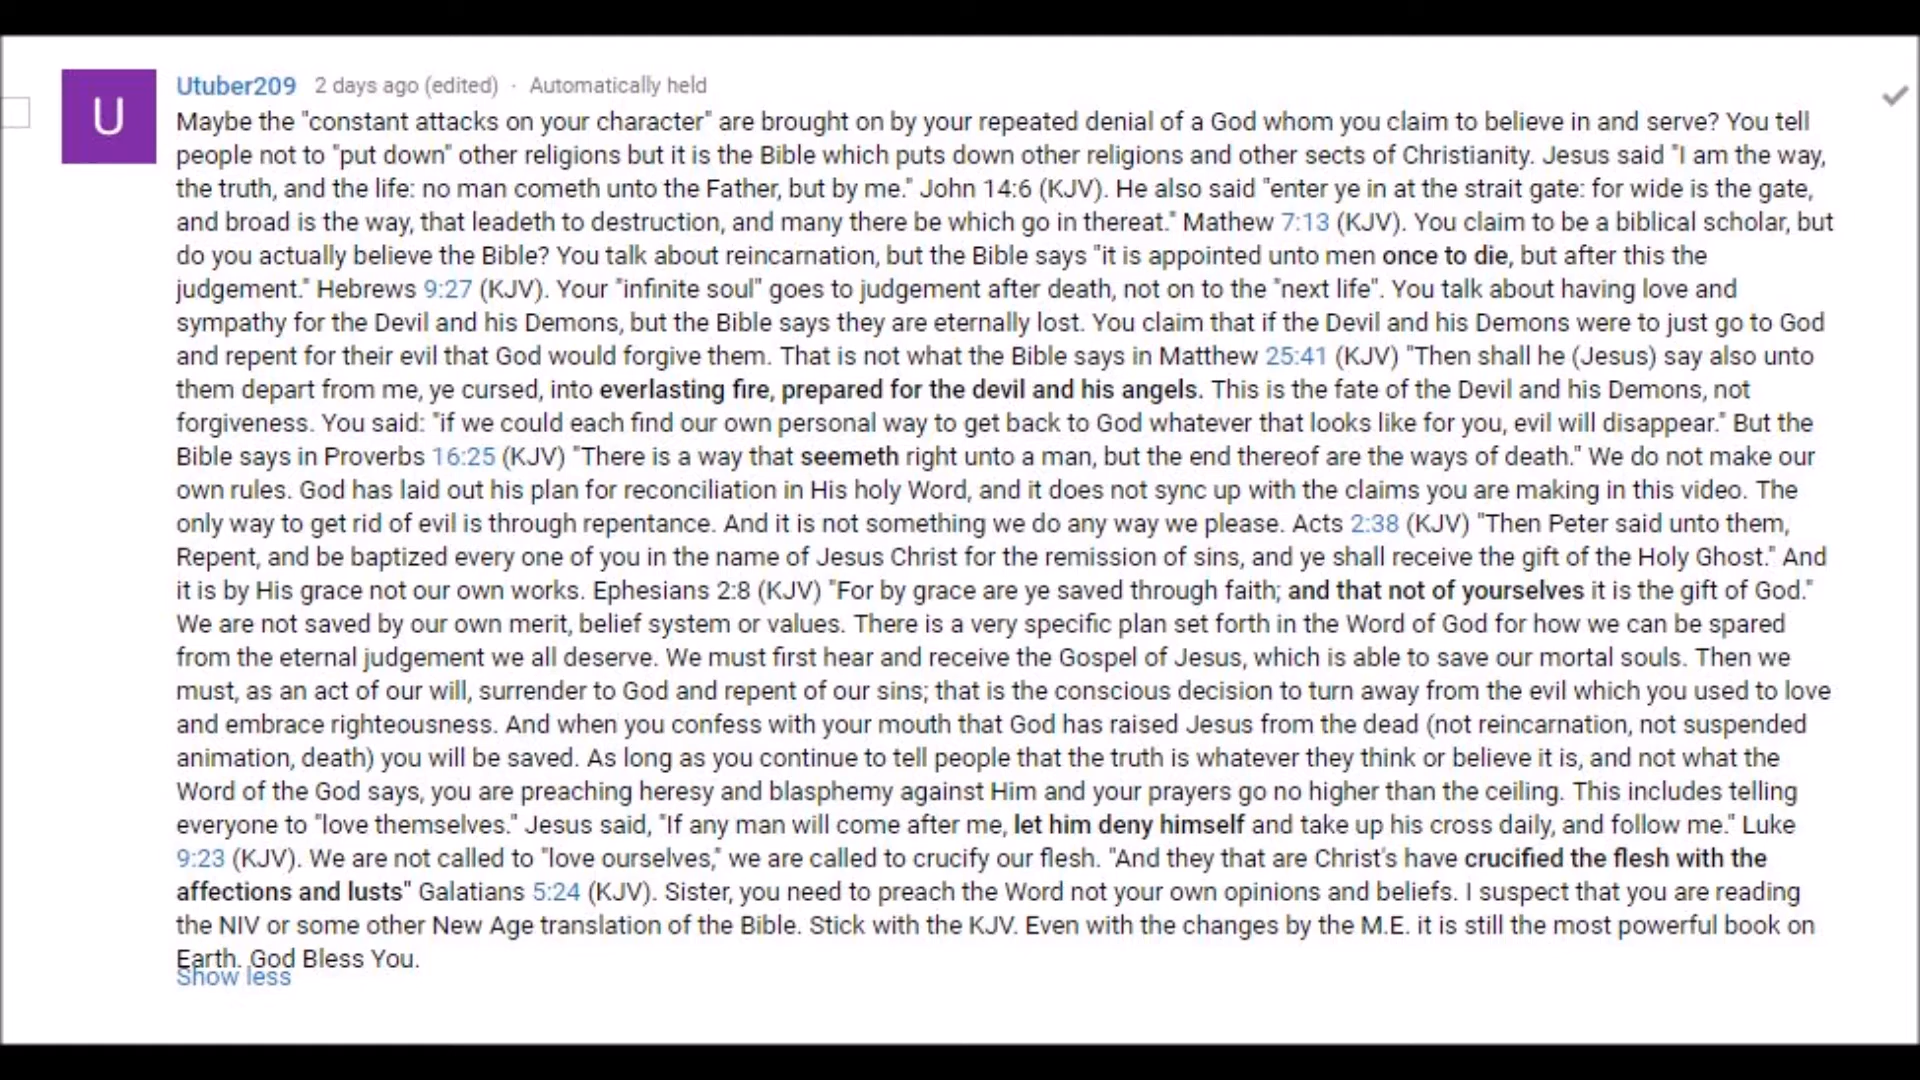 U
Utuber209 2 days ago (edited) · Automatically held
Maybe the "constant attacks on your character" are brought on by your repeated denial of a God whom you claim to believe in and serve? You tell
people not to "put down" other religions but it is the Bible which puts down other religions and other sects of Christianity. Jesus said "I am the way,
the truth, and the life: no man cometh unto the Father, but by me." John 14:6 (KJV). He also said "enter ye in at the strait gate: for wide is the gate,
and broad is the way, that leadeth to destruction, and many there be which go in thereat." Mathew 7:13 (KJV). You claim to be a biblical scholar, but
do you actually believe the Bible? You talk about reincarnation, but the Bible says "it is appointed unto men once to die, but after this the
judgement." Hebrews 9:27 (KJV). Your "infinite soul" goes to judgement after death, not on to the "next life". You talk about having love and
sympathy for the Devil and his Demons, but the Bible says they are eternally lost. You claim that if the Devil and his Demons were to just go to God
and repent for their evil that God would forgive them. That is not what the Bible says in Matthew 25:41 (KJV) "Then shall he (Jesus) say also unto
them depart from me, ye cursed, into everlasting fire, prepared for the devil and his angels. This is the fate of the Devil and his Demons, not
forgiveness. You said: "if we could each find our own personal way to get back to God whatever that looks like for you, evil will disappear." But the
Bible says in Proverbs 16:25 (KJV) "There is a way that seemeth right unto a man, but the end thereof are the ways of death." We do not make our
own rules. God has laid out his plan for reconciliation in His holy Word, and it does not sync up with the claims you are making in this video. The
only way to get rid of evil is through repentance. And it is not something we do any way we please. Acts 2:38 (KJV) "Then Peter said unto them,
Repent, and be baptized every one of you in the name of Jesus Christ for the remission of sins, and ye shall receive the gift of the Holy Ghost." And
it is by His grace not our own works. Ephesians 2:8 (KJV) "For by grace are ye saved through faith; and that not of yourselves it is the gift of God."
We are not saved by our own merit, belief system or values. There is a very specific plan set forth in the Word of God for how we can be spared
from the eternal judgement we all deserve. We must first hear and receive the Gospel of Jesus, which is able to save our mortal souls. Then we
must, as an act of our will, surrender to God and repent of our sins; that is the conscious decision to turn away from the evil which you used to love
and embrace righteousness. And when you confess with your mouth that God has raised Jesus from the dead (not reincarnation, not suspended
animation, death) you will be saved. As long as you continue to tell people that the truth is whatever they think or believe it is, and not what the
Word of the God says, you are preaching heresy and blasphemy against Him and your prayers go no higher than the ceiling. This includes telling
everyone to "love themselves." Jesus said, "If any man will come after me, let him deny himself and take up his cross daily, and follow me." Luke
9:23 (KJV). We are not called to "love ourselves," we are called to crucify our flesh. "And they that are Christ's have crucified the flesh with the
affections and lusts" Galatians 5:24 (KJV). Sister, you need to preach the Word not your own opinions and beliefs. I suspect that you are reading
the NIV or some other New Age translation of the Bible. Stick with the KJV. Even with the changes by the M.E. it is still the most powerful book on
Earth. God Bless You.
Show less